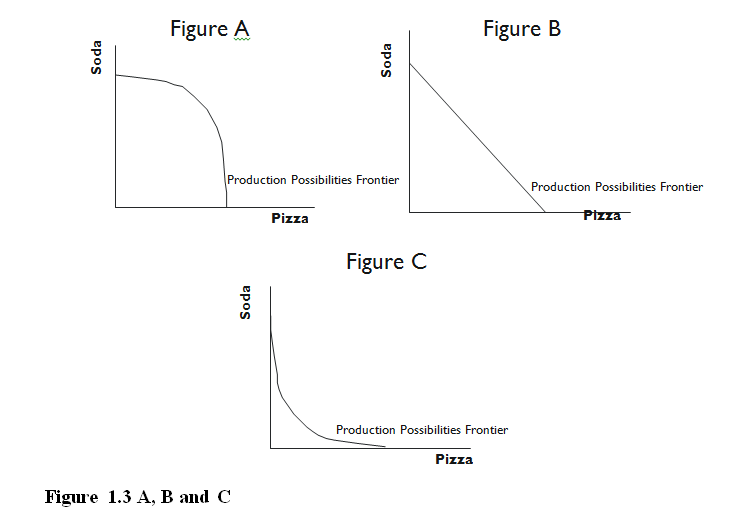 Figure A
Soda
Production Possibilities Frontier
Pizza
Figure B
Soda
Production Possibilities Frontier
Pizza
Figure C
Soda
Production Possibilities Frontier
Pizza
Figure 1.3 A, B and C